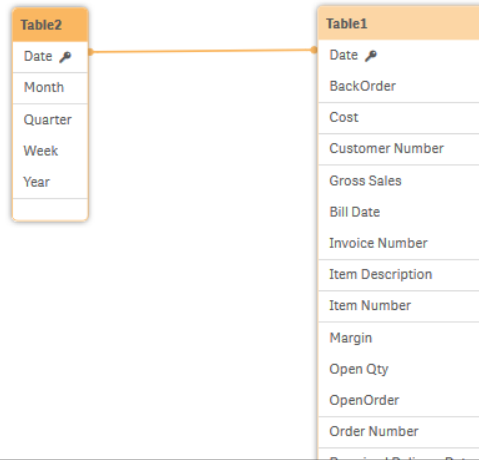 Table2
Date
Month
Quarter
Week
Year
Table1
Date
BackOrder
Cost
Customer Number
Gross Sales
Bill Date
Invoice Number
Item Description
Item Number
Margin
Open Qty
OpenOrder
Order Number